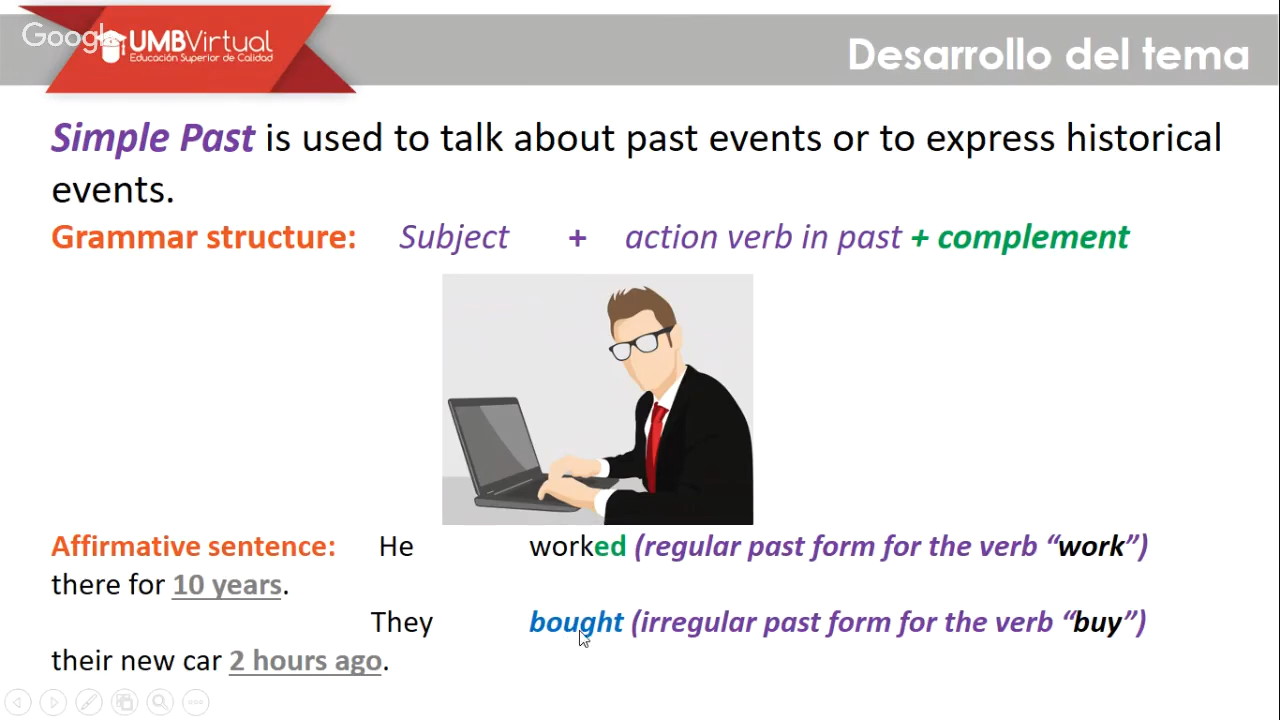 Google
UMBVirtual
Educación Superior de Calidad
Desarrollo del tema
Simple Past is used to talk about past events or to express historical
events.
Grammar structure: Subject + action verb in past + complement
Affirmative sentence: He worked (regular past form for the verb “work”)
there for 10 years.
They bought (irregular past form for the verb “buy”)
their new car 2 hours ago.